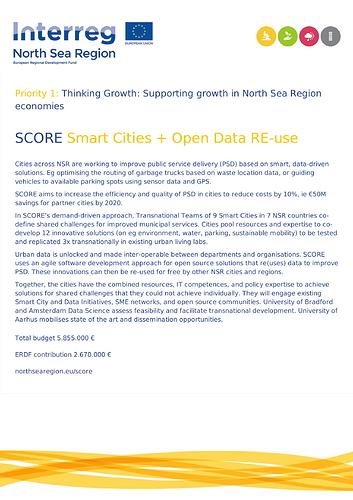 Interreg
EUROPEAN UNION
North Sea Region
European Regional Development Fund
Priority 1: Thinking Growth: Supporting growth in North Sea Region
economies
SCORE Smart Cities + Open Data RE-use
Cities across NSR are working to improve public service delivery (PSD) based on smart, data-driven
solutions. Eg optimising the routing of garbage trucks based on waste location data, or guiding
vehicles to available parking spots using sensor data and GPS.
SCORE aims to increase the efficiency and quality of PSD in cities to reduce costs by 10%, ie €50M
savings for partner cities by 2020.
In SCORE's demand-driven approach, Transnational Teams of 9 Smart Cities in 7 NSR countries co-
define shared challenges for improved municipal services. Cities pool resources and expertise to co-
develop 12 innovative solutions (on eg environment, water, parking, sustainable mobility) to be tested
and replicated 3x transnationally in existing urban living labs.
Urban data is unlocked and made inter-operable between departments and organisations. SCORE
uses an agile software development approach for open source solutions that re(uses) data to improve
PSD. These innovations can then be re-used for free by other NSR cities and regions.
Together, the cities have the combined resources, IT competences, and policy expertise to achieve
solutions for shared challenges that they could not achieve individually. They will engage existing
Smart City and Data Initiatives, SME networks, and open source communities. University of Bradford
and Amsterdam Data Science assess feasibility and facilitate transnational development. University of
Aarhus mobilises state of the art and dissemination opportunities.
Total budget 5.855.000 €
ERDF contribution 2.670.000 €
northsearegion.eu/score